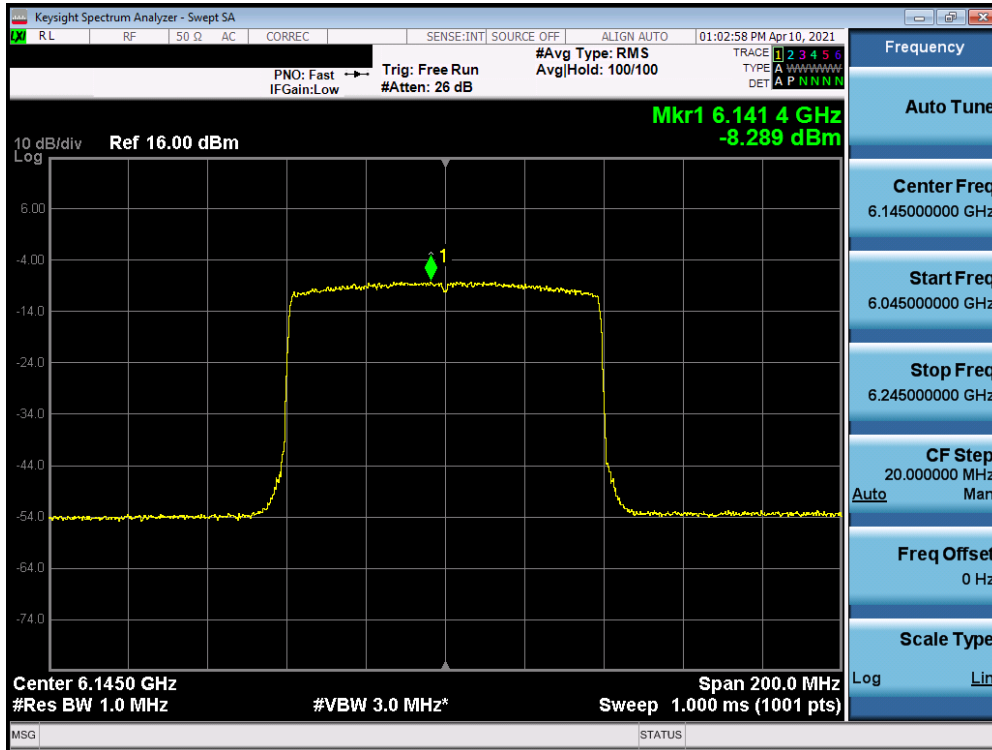 Keysight Spectrum Analyzer - Swept SA
LXI RL RF 50 Ω AC CORREC SENSE:INT SOURCE OFF ALIGN AUTO 01:02:58 PM Apr 10, 2021
PNO: Fast
IFGain:Low
Trig: Free Run
#Atten: 26 dB
#Avg Type: RMS
Avg|Hold: 100/100
TRACE 1 2 3 4 5 6
TYPE A WWWWW
DET A P N N N N
Mkr1 6.141 4 GHz
-8.289 dBm
10 dB/div Ref 16.00 dBm
Log
1
6.00
-4.00
-14.0
-24.0
-34.0
-44.0
-54.0
-64.0
-74.0
Center 6.1450 GHz Span 200.0 MHz
#Res BW 1.0 MHz #VBW 3.0 MHz* Sweep 1.000 ms (1001 pts)
MSG STATUS
Frequency
Auto Tune
Center Freq
6.145000000 GHz
Start Freq
6.045000000 GHz
Stop Freq
6.245000000 GHz
CF Step
20.000000 MHz
Auto Man
Freq Offset
0 Hz
Scale Type
Log Lin